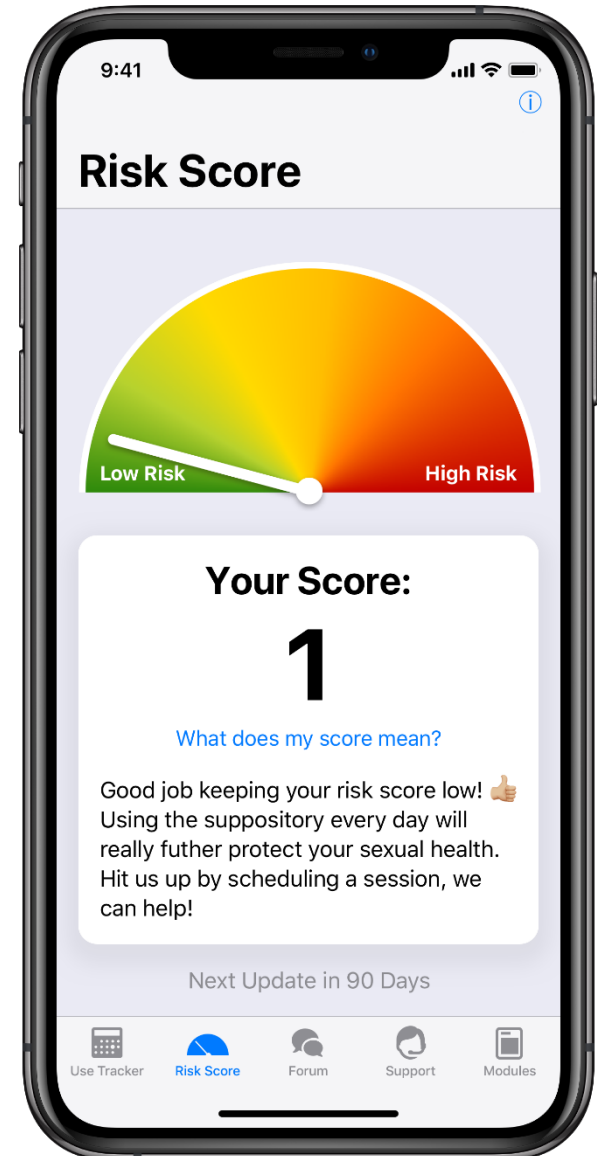 9:41
Risk Score
Low Risk
High Risk
Your Score:
1
What does my score mean?
Good job keeping your risk score low! 👍🏼
Using the suppository every day will
really futher protect your sexual health.
Hit us up by scheduling a session, we
can help!
Next Update in 90 Days
Use Tracker
Risk Score
Forum
Support
Modules